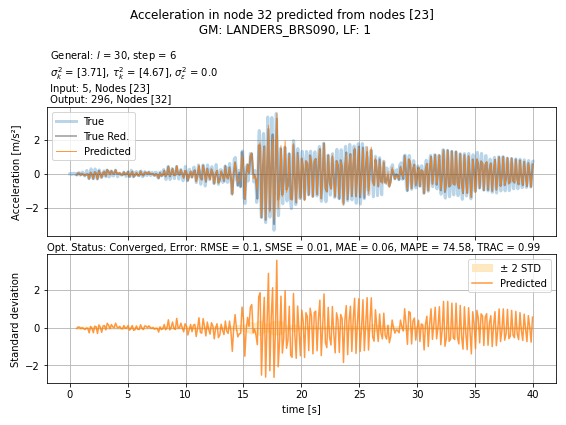 Acceleration in node 32 predicted from nodes [23]
GM: LANDERS_BRS090, LF: 1
General: l = 30, step = 6
σ²ₖ = [3.71], τ²ₖ = [4.67], σ²ε = 0.0
Input: 5, Nodes [23]
Output: 296, Nodes [32]
True
True Red.
Predicted
Acceleration [m/s²]
2
0
−2
Opt. Status: Converged, Error: RMSE = 0.1, SMSE = 0.01, MAE = 0.06, MAPE = 74.58, TRAC = 0.99
± 2 STD
Predicted
Standard deviation
2
0
−2
0 5 10 15 20 25 30 35 40
time [s]